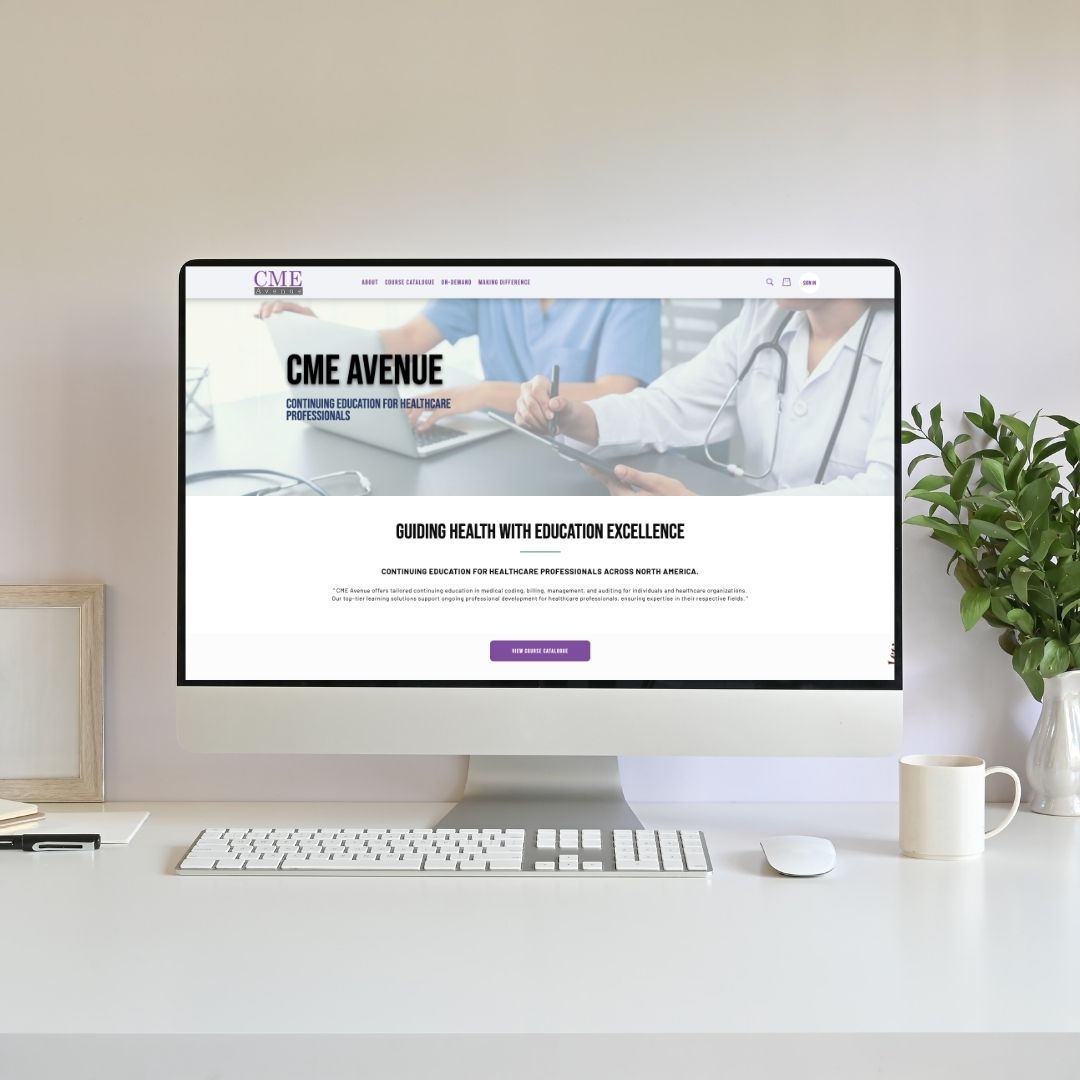 CME
Avenue
ABOUT COURSE CATALOGUE ON-DEMAND MAKING DIFFERENCE
SIGN IN
CME AVENUE
CONTINUING EDUCATION FOR HEALTHCARE
PROFESSIONALS
GUIDING HEALTH WITH EDUCATION EXCELLENCE
CONTINUING EDUCATION FOR HEALTHCARE PROFESSIONALS ACROSS NORTH AMERICA.
"CME Avenue offers tailored continuing education in medical coding, billing, management, and auditing for individuals and healthcare organizations.
Our top-tier learning solutions support ongoing professional development for healthcare professionals, ensuring expertise in their respective fields."
VIEW COURSE CATALOGUE